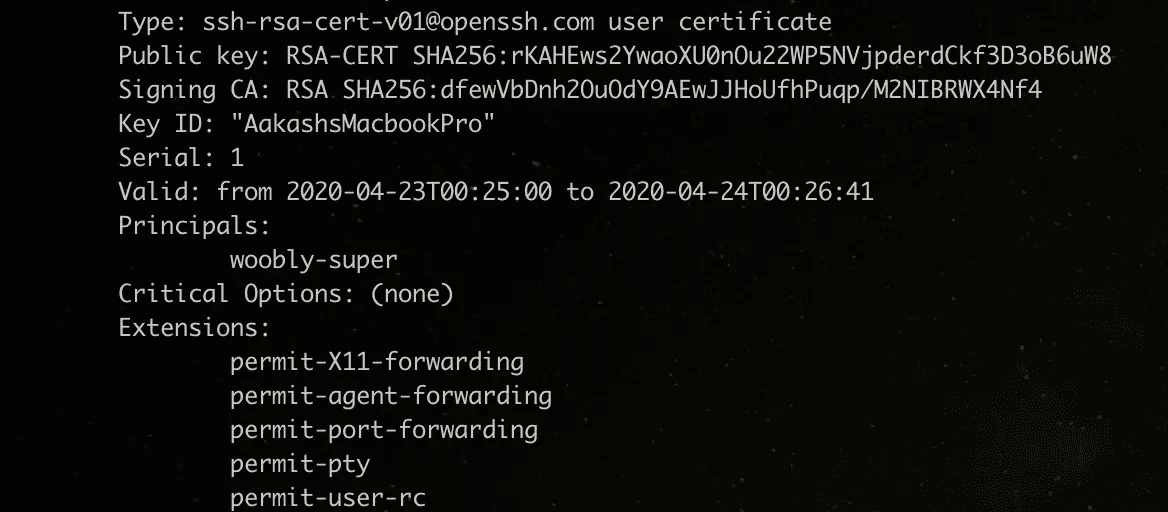 Type: ssh-rsa-cert-v01@openssh.com user certificate
Public key: RSA-CERT SHA256:rKAHEws2YwaoXU0nOu22WP5NVjpderdCkf3D3oB6uW8
Signing CA: RSA SHA256:dfewVbDnh2OuOdY9AEwJJHoUfhPuqp/M2NIBRWX4Nf4
Key ID: "AakashsMacbookPro"
Serial: 1
Valid: from 2020-04-23T00:25:00 to 2020-04-24T00:26:41
Principals:
woobly-super
Critical Options: (none)
Extensions:
permit-X11-forwarding
permit-agent-forwarding
permit-port-forwarding
permit-pty
permit-user-rc